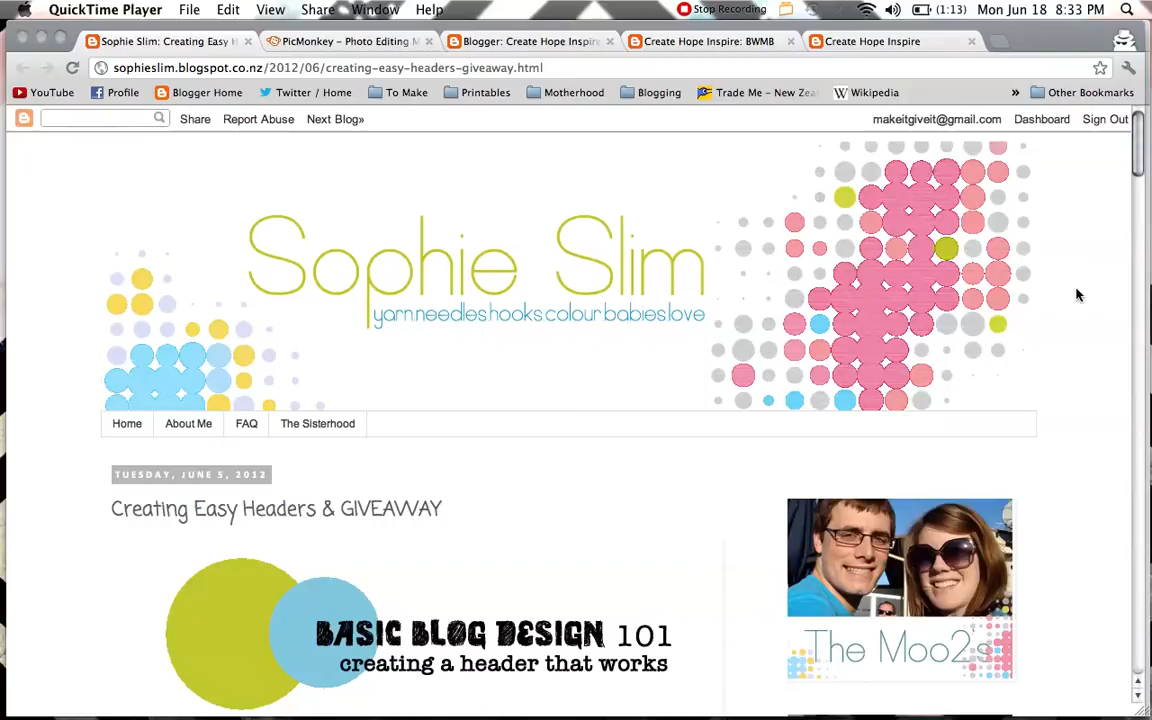 QuickTime Player File Edit View Share Window Help Stop Recording (1:13) Mon Jun 18 8:33 PM
Sophie Slim: Creating Easy H PicMonkey - Photo Editing M Blogger: Create Hope Inspire: Create Hope Inspire: BWMB Create Hope Inspire
sophieslim.blogspot.co.nz/2012/06/creating-easy-headers-giveaway.html
YouTube Profile Blogger Home Twitter / Home To Make Printables Motherhood Blogging Trade Me – New Zea Wikipedia » Other Bookmarks
Share Report Abuse Next Blog» makeitgiveit@gmail.com Dashboard Sign Out
Sophie Slim
yarn.needles.hooks.colour.babies.love
Home About Me FAQ The Sisterhood
TUESDAY, JUNE 5, 2012
Creating Easy Headers & GIVEAWAY
BASIC BLOG DESIGN 101
creating a header that works
The Moo2's